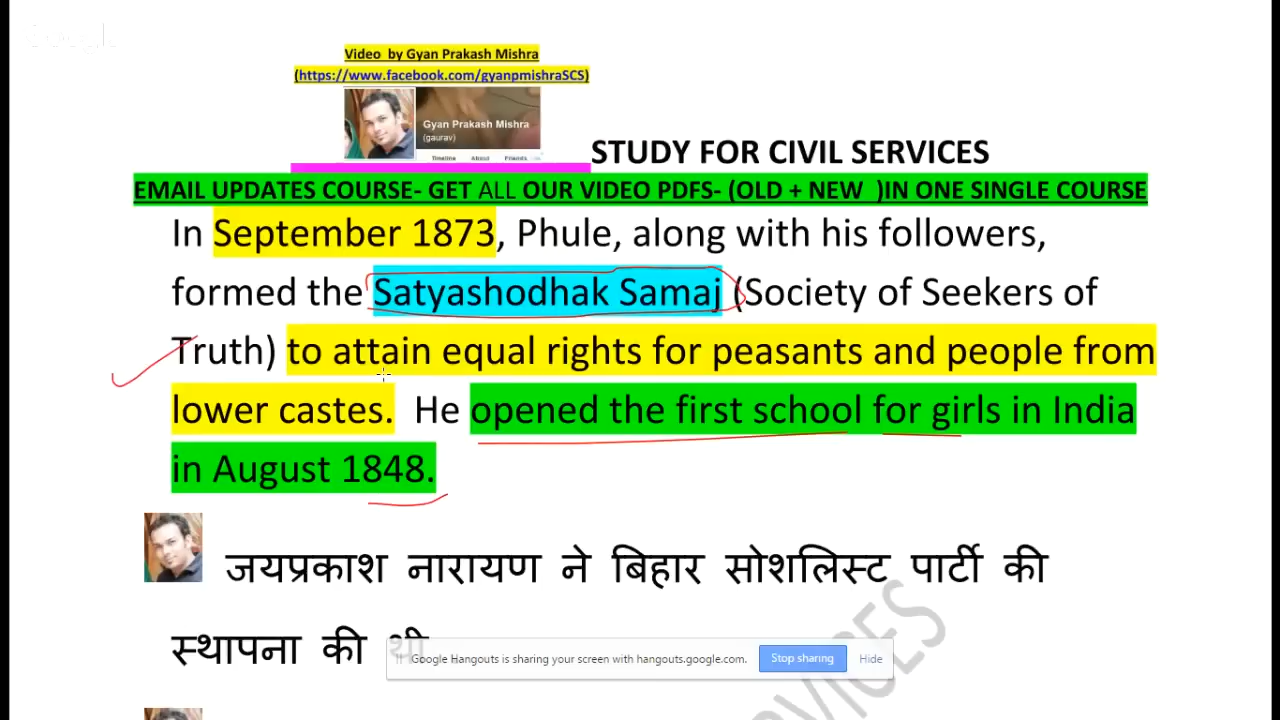 Google
Video by Gyan Prakash Mishra
(https://www.facebook.com/gyanpmishraSCS)
Gyan Prakash Mishra
(gaurav)
Timeline About Friends
STUDY FOR CIVIL SERVICES
EMAIL UPDATES COURSE- GET ALL OUR VIDEO PDFS- (OLD + NEW )IN ONE SINGLE COURSE
In September 1873, Phule, along with his followers,
formed the Satyashodhak Samaj (Society of Seekers of
Truth) to attain equal rights for peasants and people from
lower castes. He opened the first school for girls in India
in August 1848.
जयप्रकाश नारायण ने बिहार सोशलिस्ट पार्टी की
स्थापना की थी
Google Hangouts is sharing your screen with hangouts.google.com. Stop sharing Hide